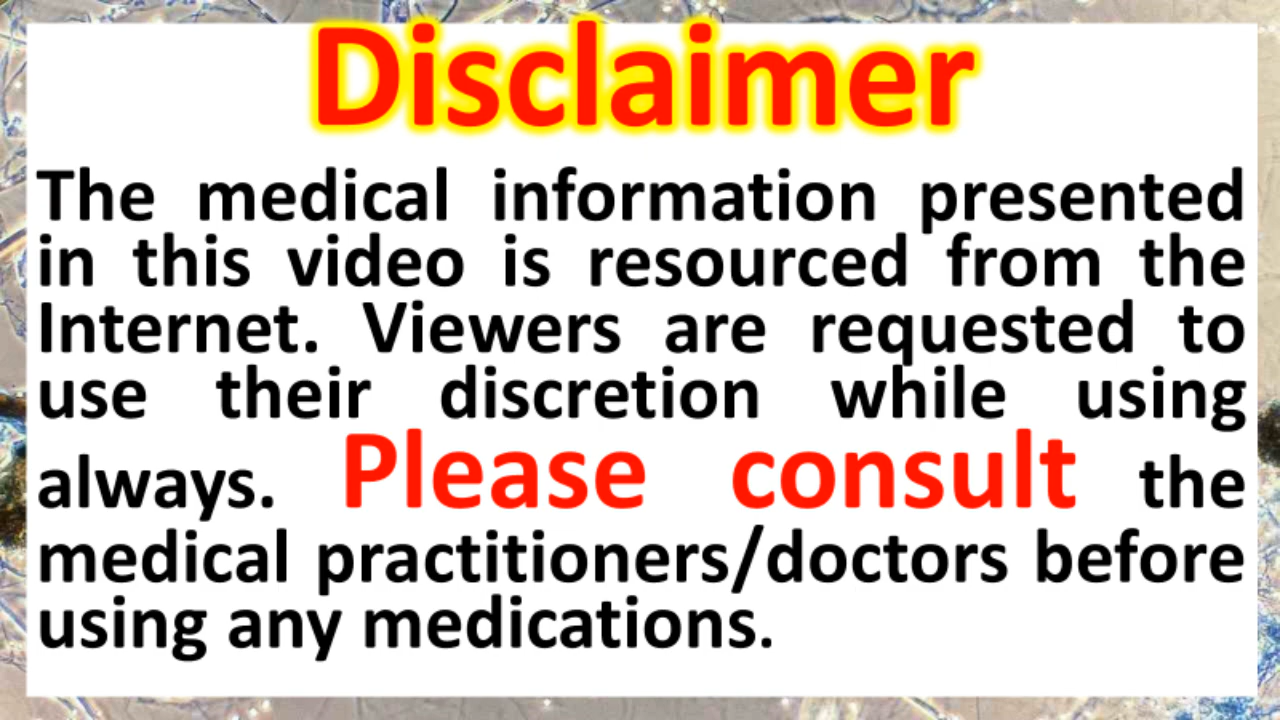 Disclaimer
The medical information presented
in this video is resourced from the
Internet. Viewers are requested to
use their discretion while using
always. Please consult the
medical practitioners/doctors before
using any medications.